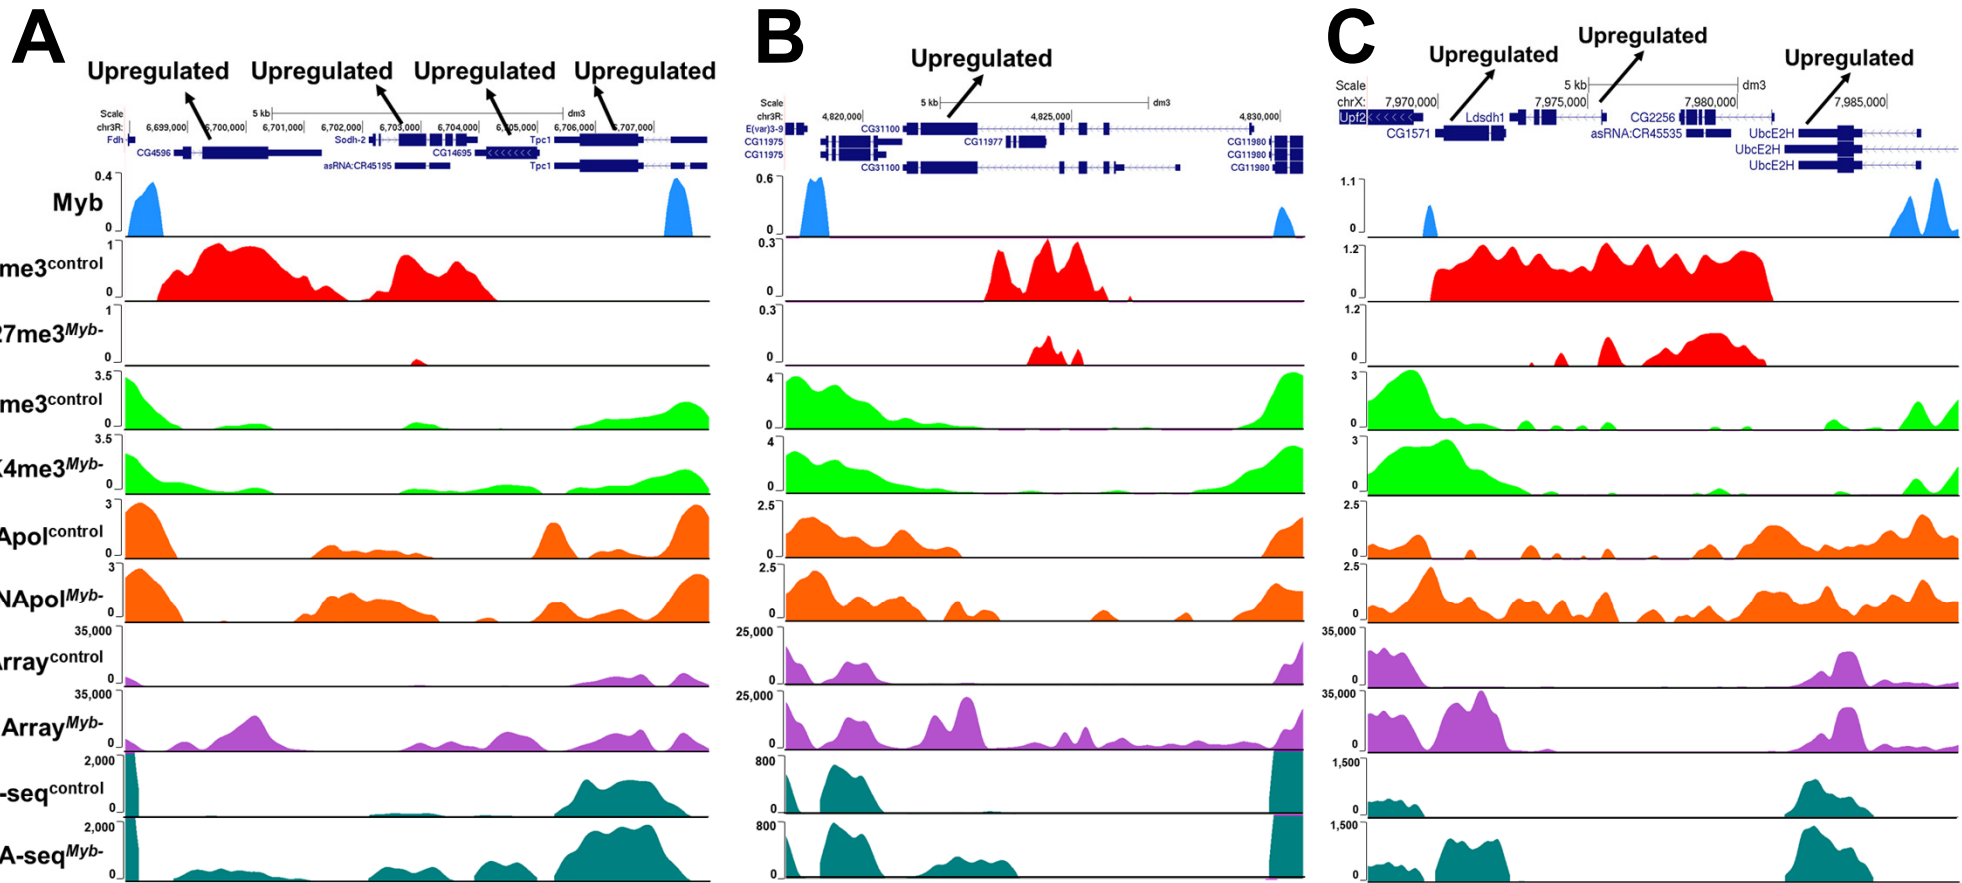 A
Upregulated Upregulated Upregulated Upregulated
Scale 5 kb dm3
chr3R: 6,699,000 6,700,000 6,701,000 6,702,000 6,703,000 6,704,000 6,705,000 6,706,000 6,707,000
Fdh Sodh-2 Tpc1
CG4596 CG14695
asRNA:CR45195 Tpc1
Myb
0.4
0
me3control
1
0
27me3Myb-
1
0
me3control
3.5
0
K4me3Myb-
3.5
0
Apolcontrol
3
0
NApolMyb-
3
0
rraycontrol
35,000
0
ArrayMyb-
35,000
0
-seqcontrol
2,000
0
A-seqMyb-
2,000
0
B
Upregulated
Scale 5 kb dm3
chr3R: 4,820,000 4,825,000 4,830,000
E(var)3-9 CG31100
CG11975 CG11977 CG11980
CG11975 CG11980
CG31100 CG11980
0.6
0
0.3
0
0.3
0
4
0
4
0
2.5
0
2.5
0
25,000
0
25,000
0
800
0
800
0
C
Upregulated Upregulated Upregulated
Scale 5 kb dm3
chrX: 7,970,000 7,975,000 7,980,000 7,985,000
Upf2 Ldsdh1 CG2256
CG1571 asRNA:CR45535 UbcE2H
UbcE2H
UbcE2H
1.1
0
1.2
0
1.2
0
3
0
3
0
2.5
0
2.5
0
35,000
0
35,000
0
1,500
0
1,500
0